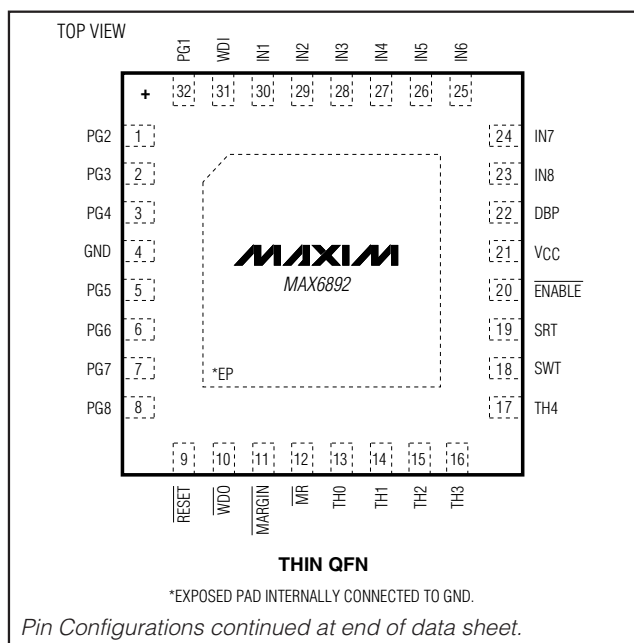 TOP VIEW
PG1 WDI IN1 IN2 IN3 IN4 IN5 IN6
+ 32 31 30 29 28 27 26 25
PG2 1 24 IN7
PG3 2 23 IN8
PG4 3 22 DBP
GND 4 21 VCC
MAXIM
MAX6892
PG5 5 20 ENABLE
PG6 6 19 SRT
PG7 7 18 SWT
*EP
PG8 8 17 TH4
9 10 11 12 13 14 15 16
RESET WDO MARGIN MR TH0 TH1 TH2 TH3
THIN QFN
*EXPOSED PAD INTERNALLY CONNECTED TO GND.
Pin Configurations continued at end of data sheet.